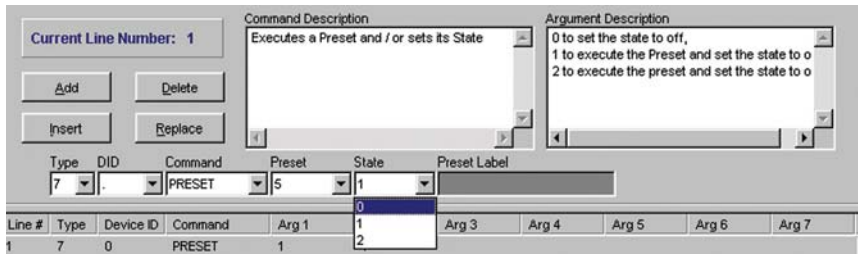 Command Description
Argument Description
Current Line Number: 1
Executes a Preset and / or sets its State
0 to set the state to off,
1 to execute the Preset and set the state to o
2 to execute the preset and set the state to o
Add
Delete
Insert
Replace
Type DID Command Preset State Preset Label
7 . PRESET 5 1
0
1
2
Line # Type Device ID Command Arg 1 Arg 3 Arg 4 Arg 5 Arg 6 Arg 7
1 7 0 PRESET 1